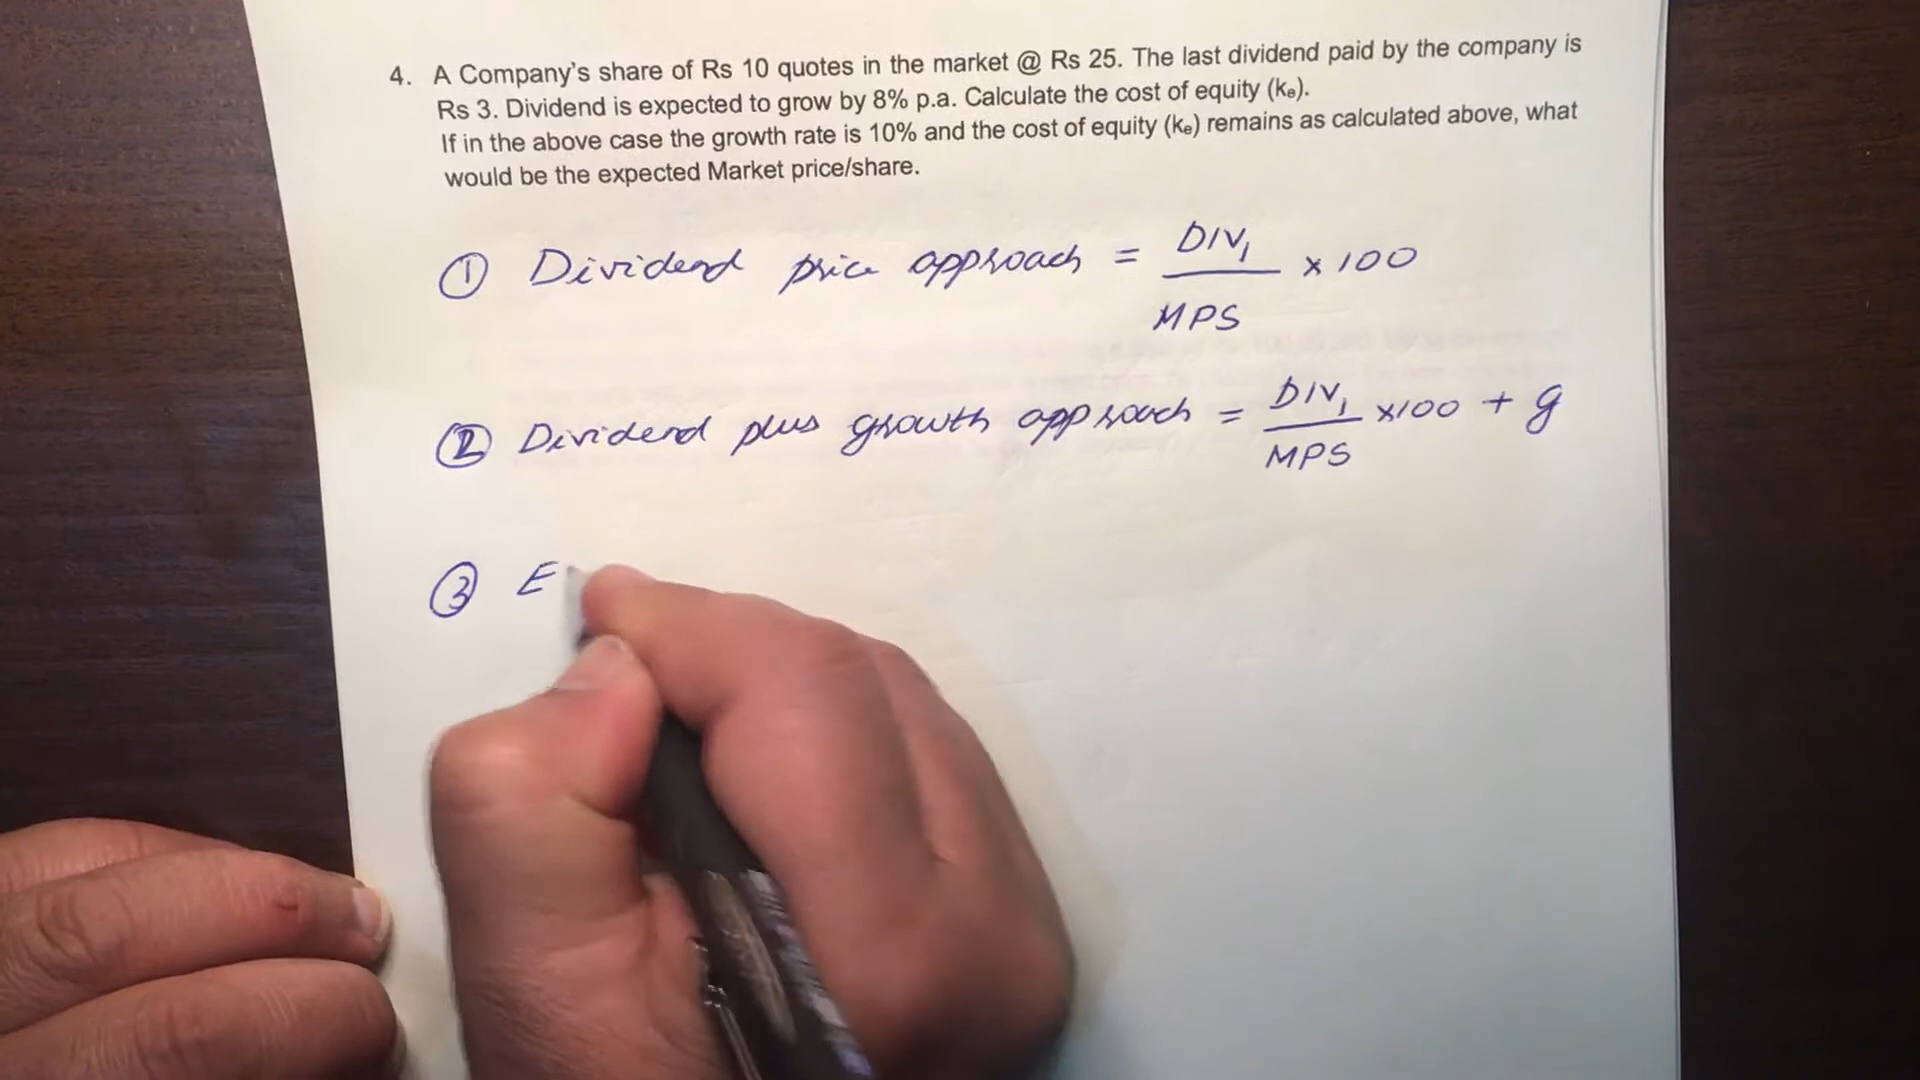 4. A Company's share of Rs 10 quotes in the market @ Rs 25. The last dividend paid by the company is
Rs 3. Dividend is expected to grow by 8% p.a. Calculate the cost of equity (kₑ).
If in the above case the growth rate is 10% and the cost of equity (kₑ) remains as calculated above, what
would be the expected Market price/share.
① Dividend price approach = DIV₁ × 100
MPS
② Dividend plus growth approach = DIV₁ ×100 + g
MPS
③ E